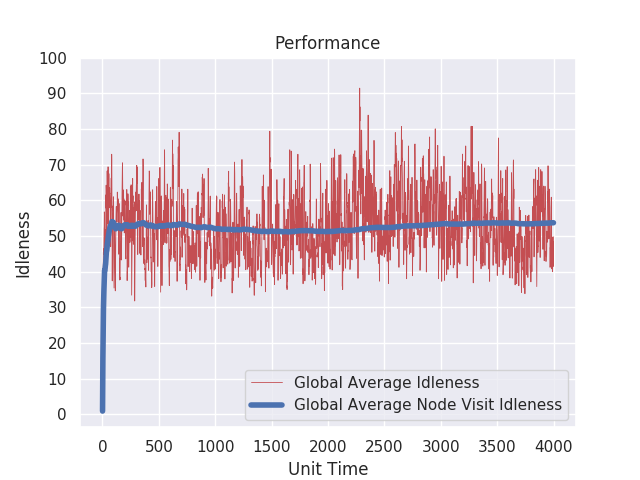 Performance
100
90
80
70
60
50
40
30
20
10
0
Idleness
Global Average Idleness
Global Average Node Visit Idleness
0 500 1000 1500 2000 2500 3000 3500 4000
Unit Time